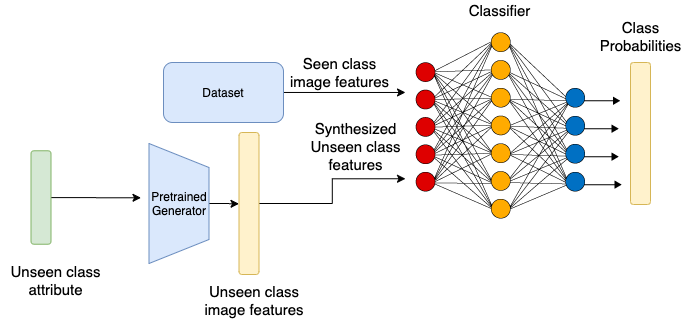 Classifier
Class
Probabilities
Seen class
image features
Dataset
Synthesized
Unseen class
features
Pretrained
Generator
Unseen class
attribute
Unseen class
image features